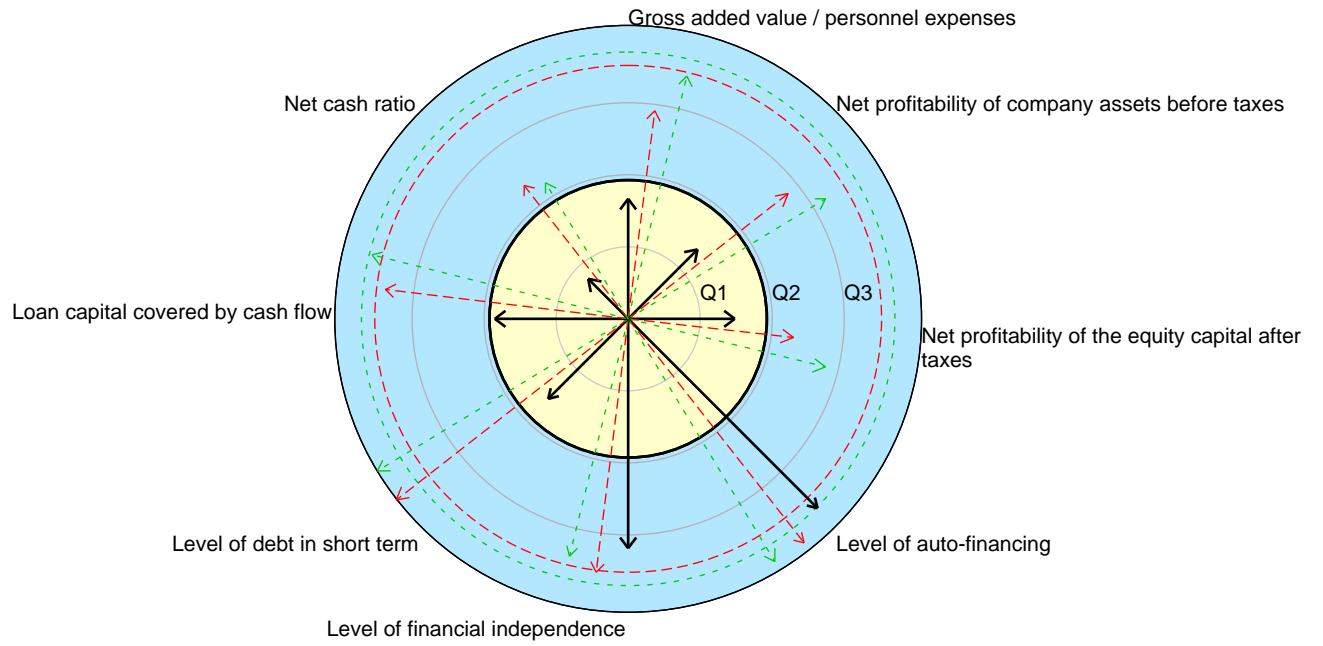 Gross added value / personnel expenses
Net cash ratio
Net profitability of company assets before taxes
Q1
Q2
Q3
Loan capital covered by cash flow
Net profitability of the equity capital after
taxes
Level of debt in short term
Level of auto-financing
Level of financial independence